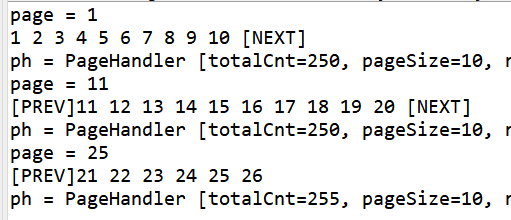 page = 1
1 2 3 4 5 6 7 8 9 10 [NEXT]
ph = PageHandler [totalCnt=250, pageSize=10,
page = 11
[PREV]11 12 13 14 15 16 17 18 19 20 [NEXT]
ph = PageHandler [totalCnt=250, pageSize=10,
page = 25
[PREV]21 22 23 24 25 26
ph = PageHandler [totalCnt=255, pageSize=10,